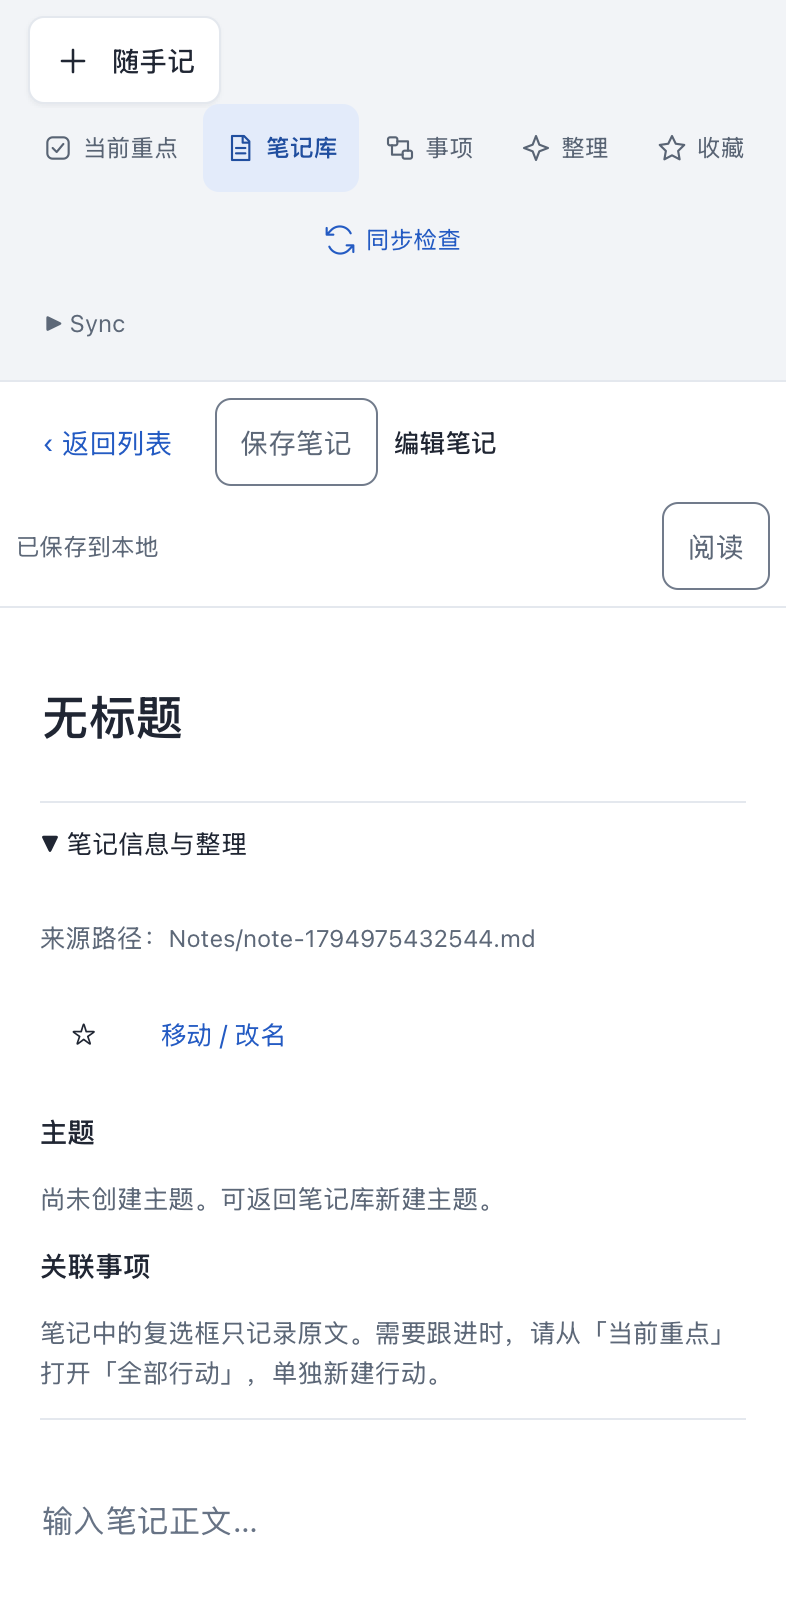 随手记
当前重点 笔记库 事项 整理 收藏
同步检查
Sync
‹ 返回列表 保存笔记 编辑笔记
已保存到本地 阅读
无标题
笔记信息与整理
来源路径：Notes/note-1794975432544.md
移动 / 改名
主题
尚未创建主题。可返回笔记库新建主题。
关联事项
笔记中的复选框只记录原文。需要跟进时，请从「当前重点」
打开「全部行动」，单独新建行动。
输入笔记正文...